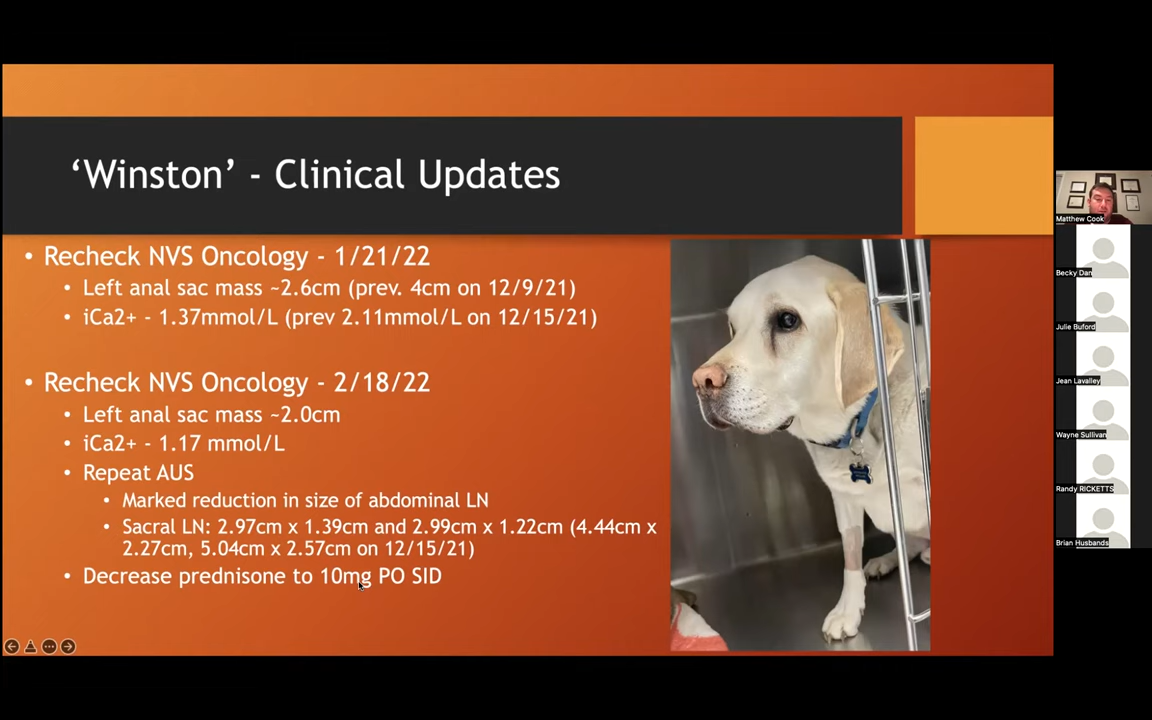 ‘Winston’ - Clinical Updates
• Recheck NVS Oncology - 1/21/22
• Left anal sac mass ~2.6cm (prev. 4cm on 12/9/21)
• iCa2+ - 1.37mmol/L (prev 2.11mmol/L on 12/15/21)
• Recheck NVS Oncology - 2/18/22
• Left anal sac mass ~2.0cm
• iCa2+ - 1.17 mmol/L
• Repeat AUS
• Marked reduction in size of abdominal LN
• Sacral LN: 2.97cm x 1.39cm and 2.99cm x 1.22cm (4.44cm x
2.27cm, 5.04cm x 2.57cm on 12/15/21)
• Decrease prednisone to 10mg PO SID
Matthew Cook
Becky Dan
Julie Buford
Jean Lavalley
Wayne Sullivan
Randy RICKETTS
Brian Husbands